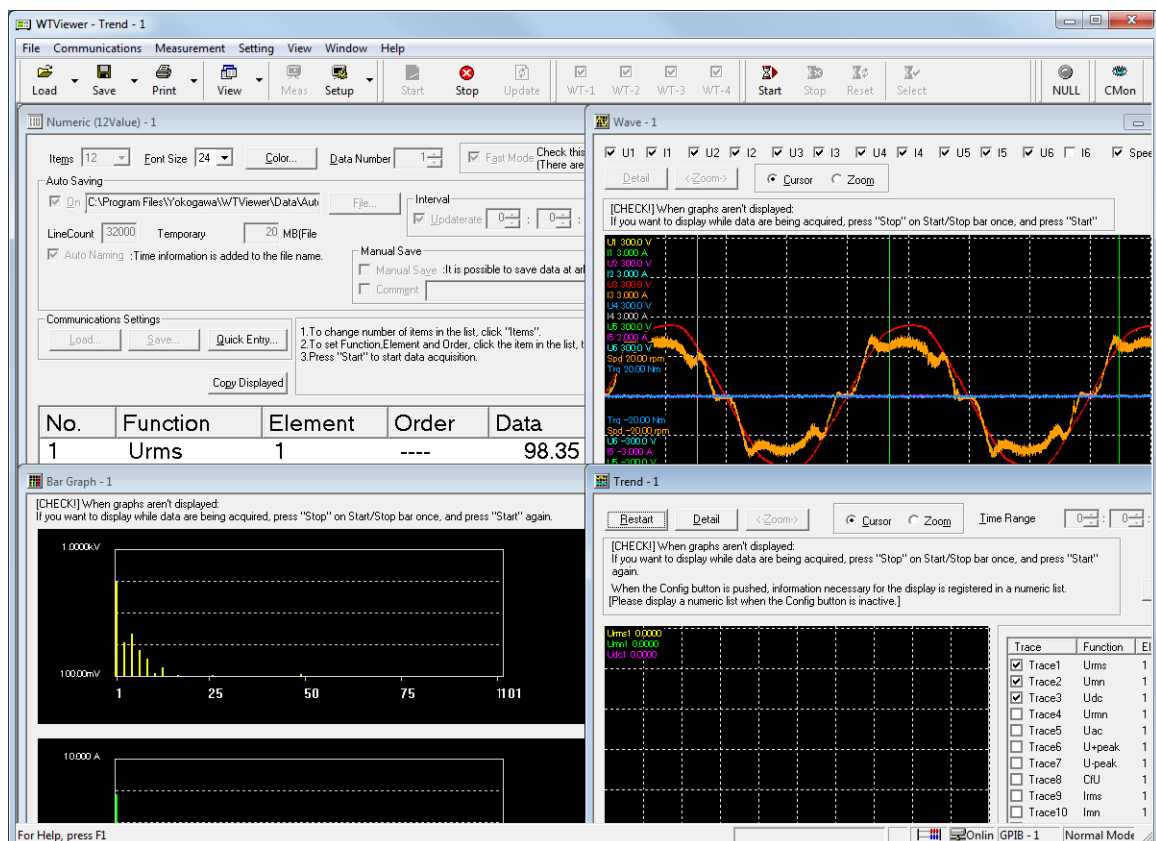 WTViewer - Trend - 1
File Communications Measurement Setting View Window Help
Load Save Print View Meas Setup Start Stop Update WT-1 WT-2 WT-3 WT-4 Start Stop Reset Select NULL CMon
Numeric (12Value) - 1
Items 12 Font Size 24 Color... Data Number 1 Fast Mode Check this
(There are
Auto Saving
On C:\Program Files\Yokogawa\WTViewer\Data\Aut File...
Interval
Updaterate 0 : 0 :
LineCount 32000 Temporary 20 MB(File
Auto Naming :Time information is added to the file name.
Manual Save
Manual Save :It is possible to save data at
Comment
Communications Settings
Load... Save... Quick Entry...
1.To change number of items in the list, click "Items".
2.To set Function,Element and Order, click the item in the list, t
3.Press "Start" to start data acquisition.
Copy Displayed
No. Function Element Order Data
1 Urms 1 ---- 98.35
Wave - 1
U1 I1 U2 I2 U3 I3 U4 I4 U5 I5 U6 I6 Spee
Detail <-Zoom-> Cursor Zoom
[CHECK!] When graphs aren't displayed:
If you want to display while data are being acquired, press "Stop" on Start/Stop bar once, and press "Start"
U1 300.0 V
I1 3.000 A
U2 300.0 V
I2 3.000 A
U3 300.0 V
I3 3.000 A
U4 300.0 V
I4 3.000 A
U5 300.0 V
I5 3.000 A
U6 300.0 V
Spd 20.00 rpm
Trq 20.00 Nm
Trq -20.00 Nm
Spd -20.00 rpm
U6 -300.0 V
I5 -3.000 A
U5 -300.0 V
Bar Graph - 1
[CHECK!] When graphs aren't displayed:
If you want to display while data are being acquired, press "Stop" on Start/Stop bar once, and press "Start" again.
1.0000kV
100.00mV
1 25 50 75 1101
10.000 A
Trend - 1
Restart Detail <-Zoom-> Cursor Zoom Time Range 0 : 0 :
[CHECK!] When graphs aren't displayed:
If you want to display while data are being acquired, press "Stop" on Start/Stop bar once, and press "Start"
again.
When the Config button is pushed, information necessary for the display is registered in a numeric list.
[Please display a numeric list when the Config button is inactive.]
Urms1 0.0000
Umn1 0.0000
Udc1 0.0000
Trace Function El
Trace1 Urms 1
Trace2 Umn 1
Trace3 Udc 1
Trace4 Urmn 1
Trace5 Uac 1
Trace6 U+peak 1
Trace7 U-peak 1
Trace8 CfU 1
Trace9 Irms 1
Trace10 Imn 1
For Help, press F1
Onlin GPIB - 1 Normal Mode